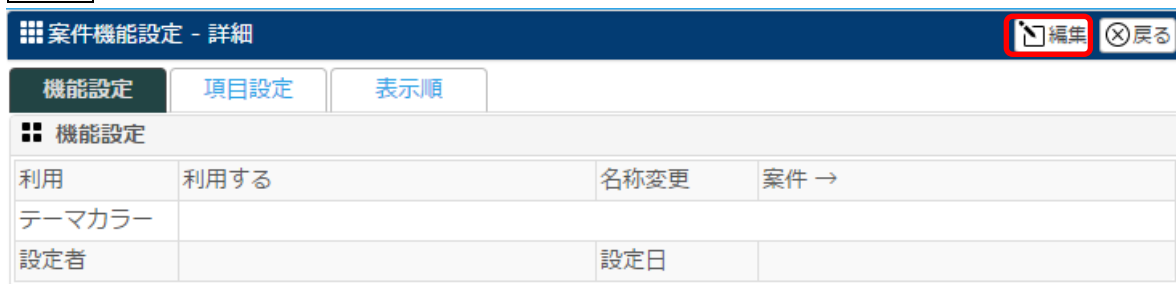 案件機能設定 - 詳細 編集 戻る
機能設定 項目設定 表示順
機能設定
利用 利用する 名称変更 案件 →
テーマカラー
設定者 設定日